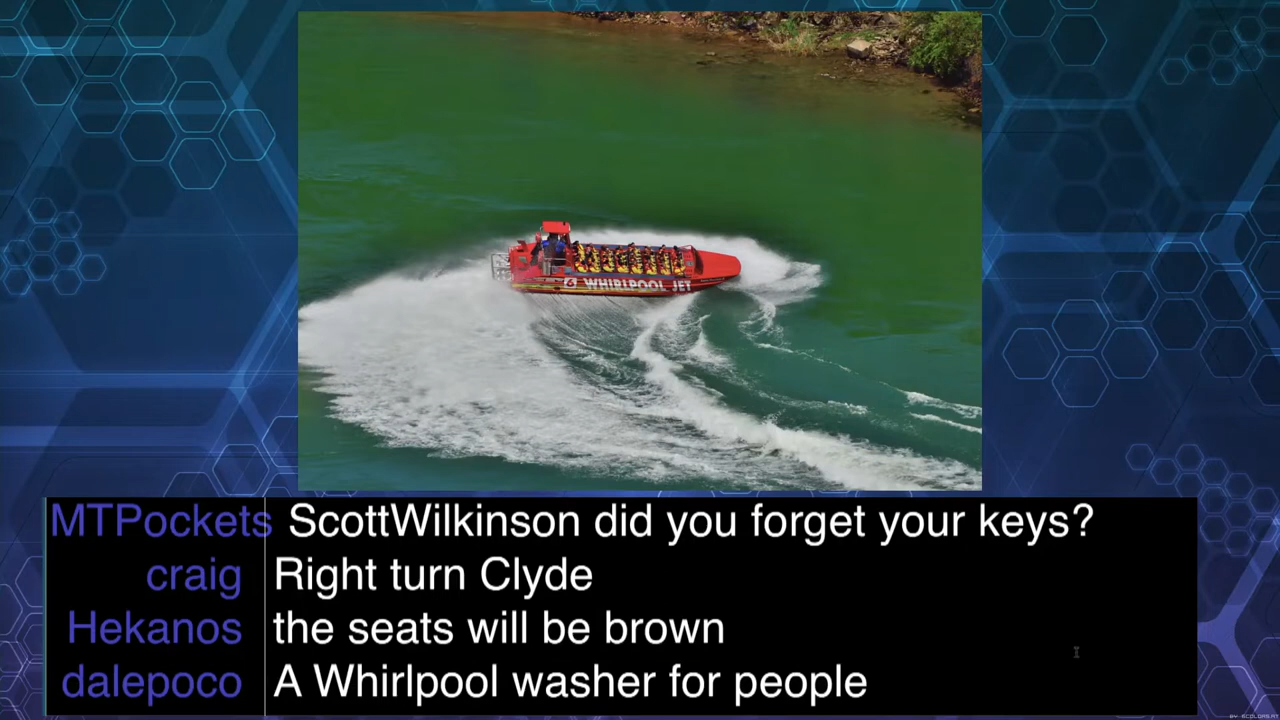 6 WHIRLPOOL JET
MTPockets ScottWilkinson did you forget your keys?
craig Right turn Clyde
Hekanos the seats will be brown
dalepoco A Whirlpool washer for people